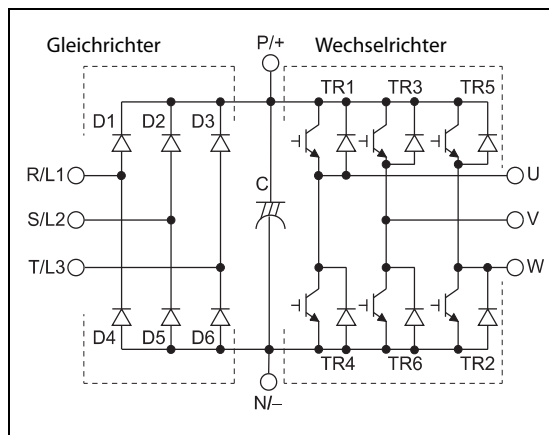 Gleichrichter
P/+
Wechselrichter
TR1 TR3 TR5
D1 D2 D3
R/L1
C
U
S/L2
V
T/L3
W
D4 D5 D6
TR4 TR6 TR2
N/–